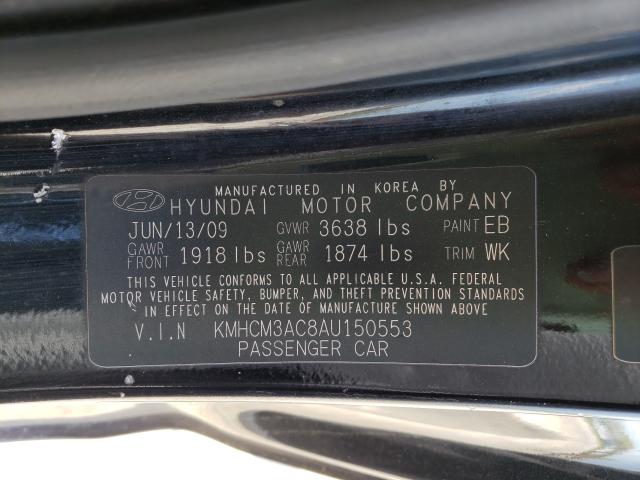 MANUFACTURED IN KOREA BY
HYUNDAI MOTOR COMPANY
JUN/13/09 GVWR 3638 lbs PAINT EB
GAWR FRONT 1918 lbs GAWR REAR 1874 lbs TRIM WK
THIS VEHICLE CONFORMS TO ALL APPLICABLE U.S.A. FEDERAL
MOTOR VEHICLE SAFETY, BUMPER, AND THEFT PREVENTION STANDARDS
IN EFFECT ON THE DATE OF MANUFACTURE SHOWN ABOVE
V.I.N KMHCM3AC8AU150553
PASSENGER CAR